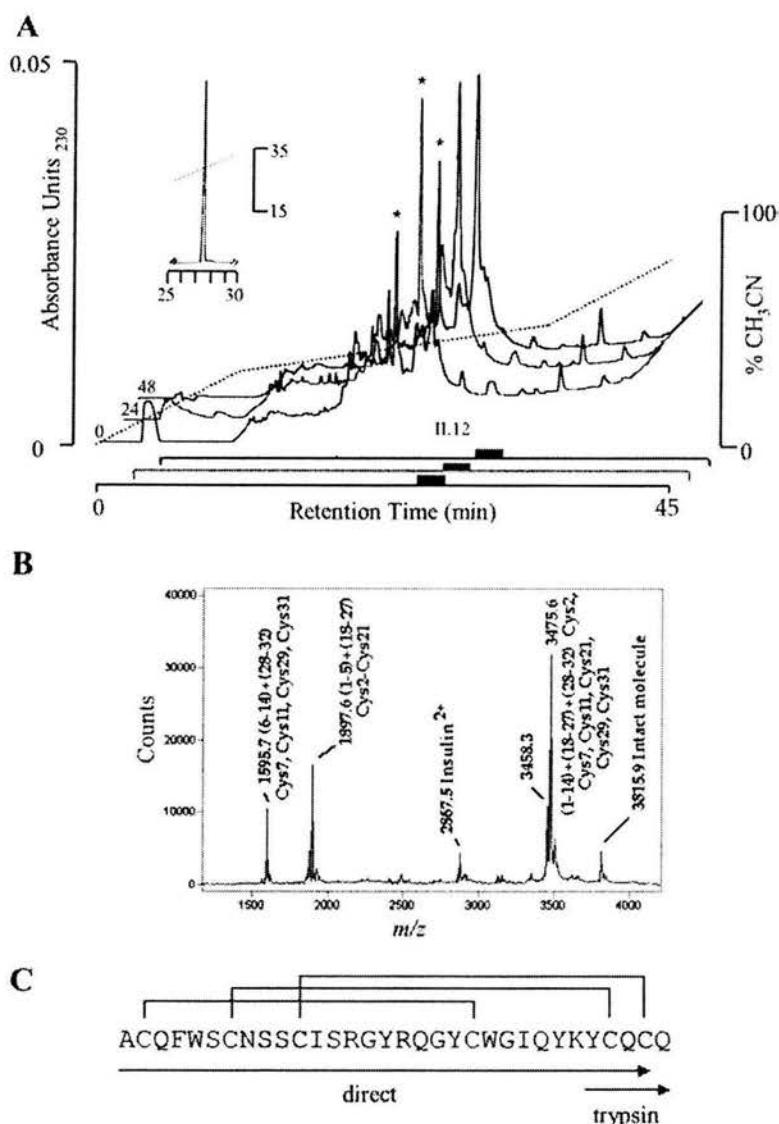 A
0.05
Absorbance Units 230
0
35
15
25 30
* * *
100
% CH3CN
0
48
24
0
II.12
0 45
Retention Time (min)
B
40000
30000
20000
10000
0
Counts
1595.7 (6-14) + (28-32)
Cys7, Cys11, Cys29, Cys31
1897.6 (1-5) + (18-27)
Cys2-Cys21
2867.5 Insulin2+
3458.3
3475.6
(1-14) + (18-27) + (28-32) Cys2,
Cys7, Cys11, Cys21,
Cys29, Cys31
3815.9 Intact molecule
1500 2000 2500 3000 3500 4000
m/z
C
ACQFWSCNSSCISRGYRQGYCWGIQYKYCQCQ
direct
trypsin